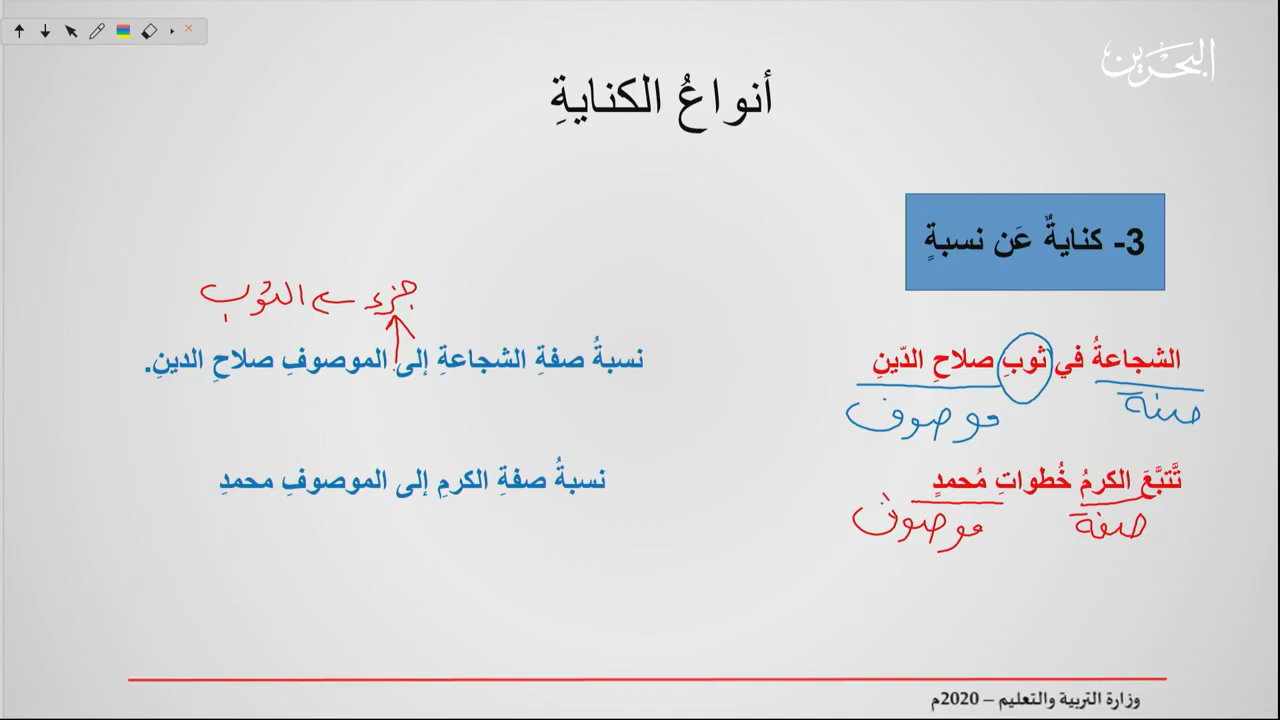 البحرين
أنواعُ الكنايةِ
3- كنايةٌ عَن نسبةٍ
جزء من الثوب
الشجاعةُ في ثوبِ صلاحِ الدّينِ
نسبةُ صفةِ الشجاعةِ إلى الموصوفِ صلاحِ الدينِ.
صفة
موصوف
تَّتبَّعَ الكرمُ خُطواتِ مُحمدٍ
نسبةُ صفةِ الكرمِ إلى الموصوفِ محمدِ
صفة
موصوف
وزارة التربية والتعليم – 2020م